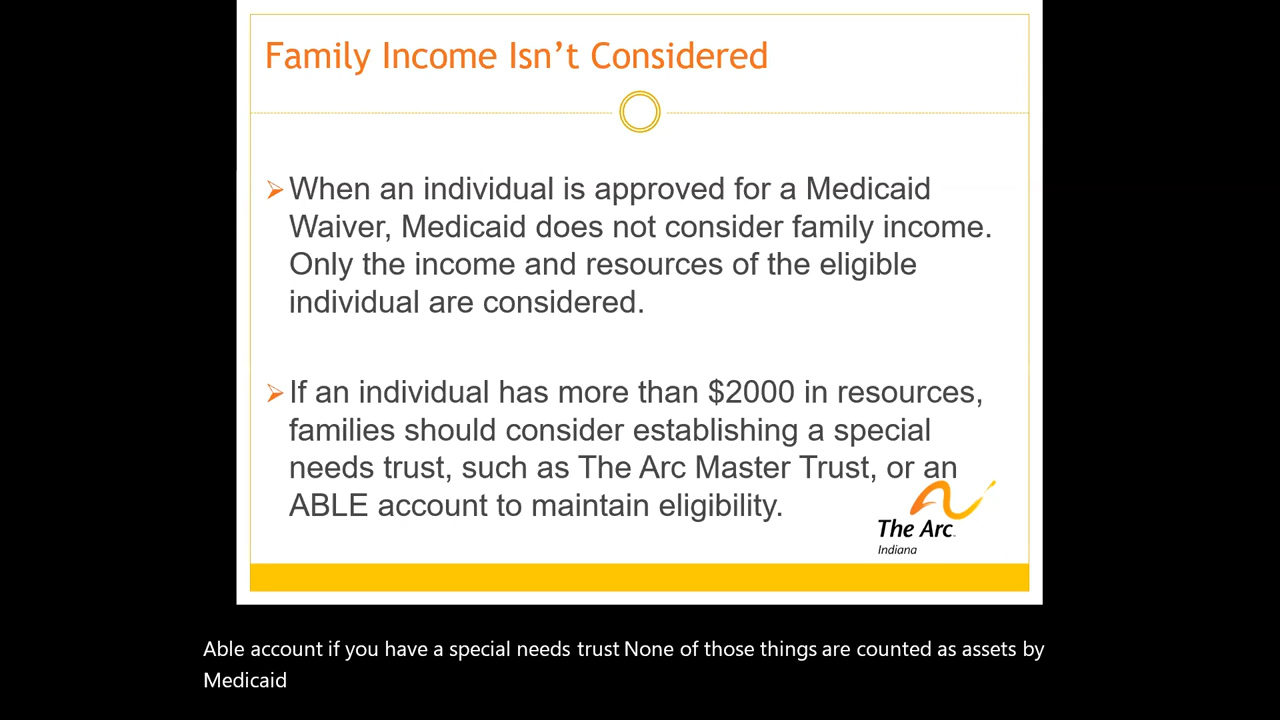 Family Income Isn't Considered
When an individual is approved for a Medicaid
Waiver, Medicaid does not consider family income.
Only the income and resources of the eligible
individual are considered.
If an individual has more than $2000 in resources,
families should consider establishing a special
needs trust, such as The Arc Master Trust, or an
ABLE account to maintain eligibility.
The Arc
Indiana
Able account if you have a special needs trust None of those things are counted as assets by
Medicaid